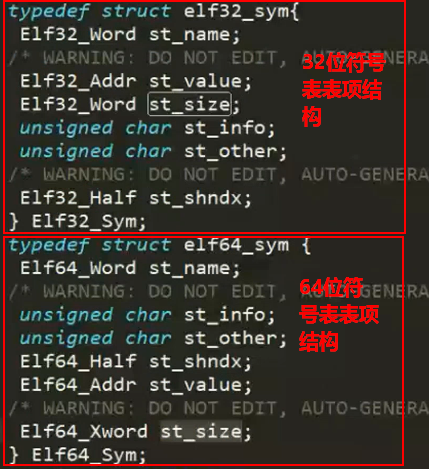 typedef struct elf32_sym{
Elf32_Word st_name;
/* WARNING: DO NOT EDIT, AUTO-GENERA
Elf32_Addr st_value;
Elf32_Word st_size;
unsigned char st_info;
unsigned char st_other;
/* WARNING: DO NOT EDIT, AUTO-GENERA
Elf32_Half st_shndx;
} Elf32_Sym;
32位符号
表表项结
构
typedef struct elf64_sym {
Elf64_Word st_name;
/* WARNING: DO NOT EDIT, AUTO-GENERA
unsigned char st_info;
unsigned char st_other;
Elf64_Half st_shndx;
Elf64_Addr st_value;
/* WARNING: DO NOT EDIT, AUTO-GENERA
Elf64_Xword st_size;
} Elf64_Sym;
64位符
号表表项
结构